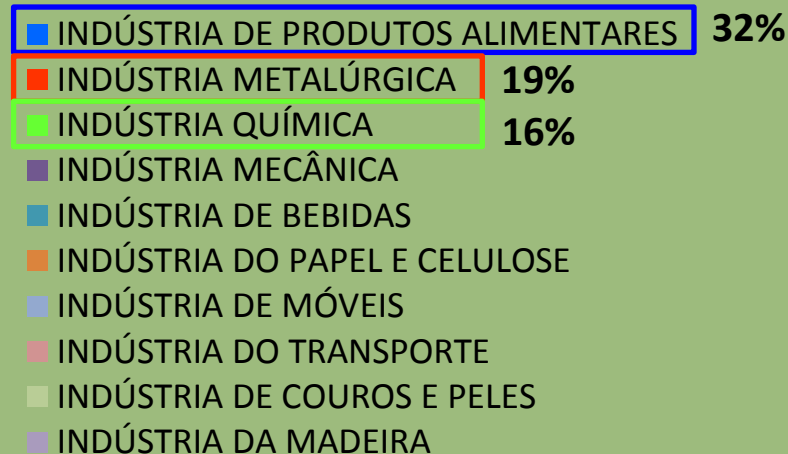 INDÚSTRIA DE PRODUTOS ALIMENTARES 32%
INDÚSTRIA METALÚRGICA 19%
INDÚSTRIA QUÍMICA 16%
INDÚSTRIA MECÂNICA
INDÚSTRIA DE BEBIDAS
INDÚSTRIA DO PAPEL E CELULOSE
INDÚSTRIA DE MÓVEIS
INDÚSTRIA DO TRANSPORTE
INDÚSTRIA DE COUROS E PELES
INDÚSTRIA DA MADEIRA